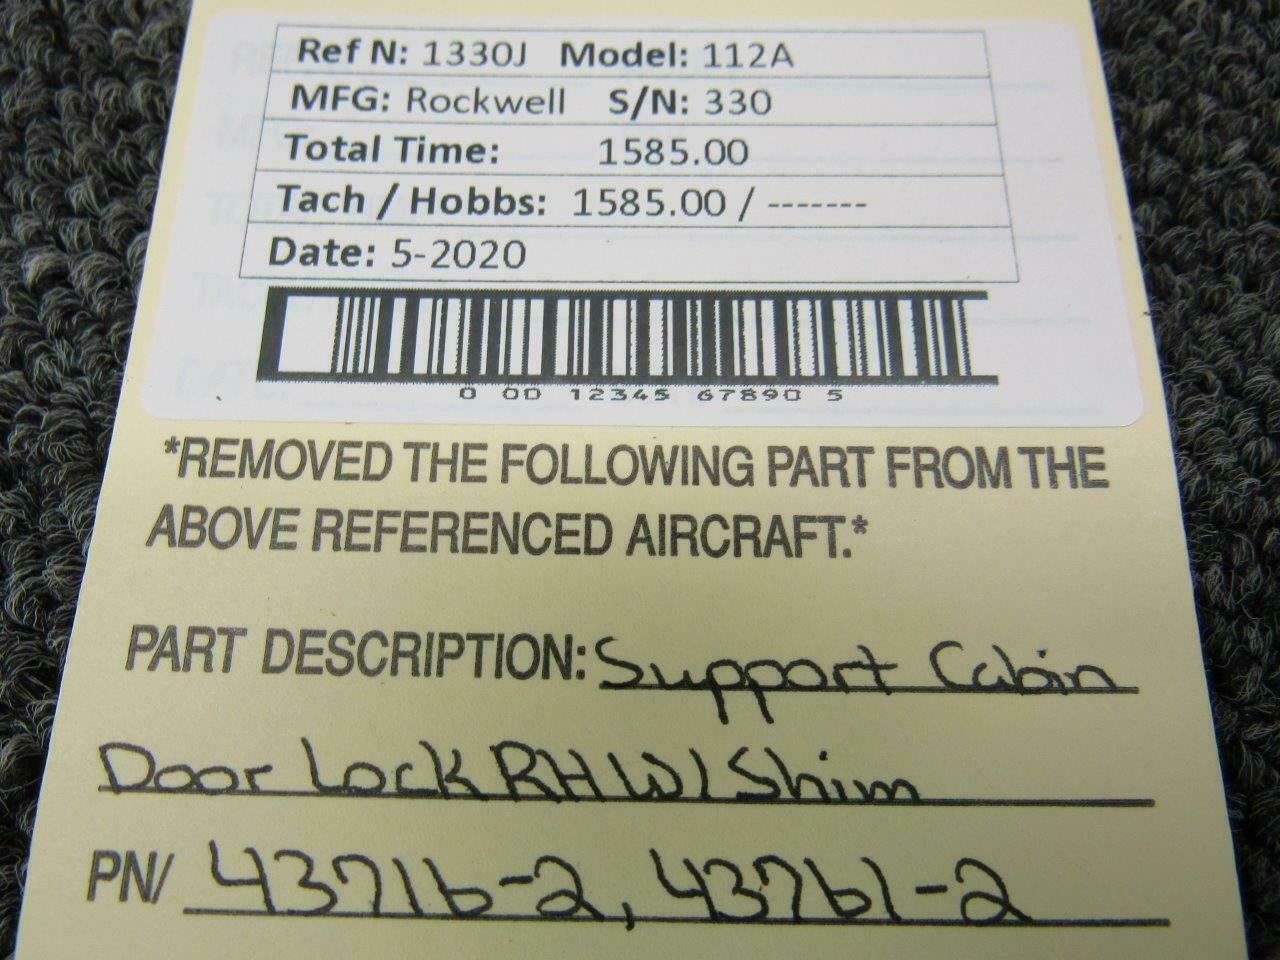 Ref N: 1330J Model: 112A
MFG: Rockwell S/N: 330
Total Time: 1585.00
Tach / Hobbs: 1585.00 / -------
Date: 5-2020
0 00 12345 67890 5
*REMOVED THE FOLLOWING PART FROM THE
ABOVE REFERENCED AIRCRAFT.*
PART DESCRIPTION: Support Cabin
Door Lock RH W/ Shim
PN/ 43716-2, 43761-2